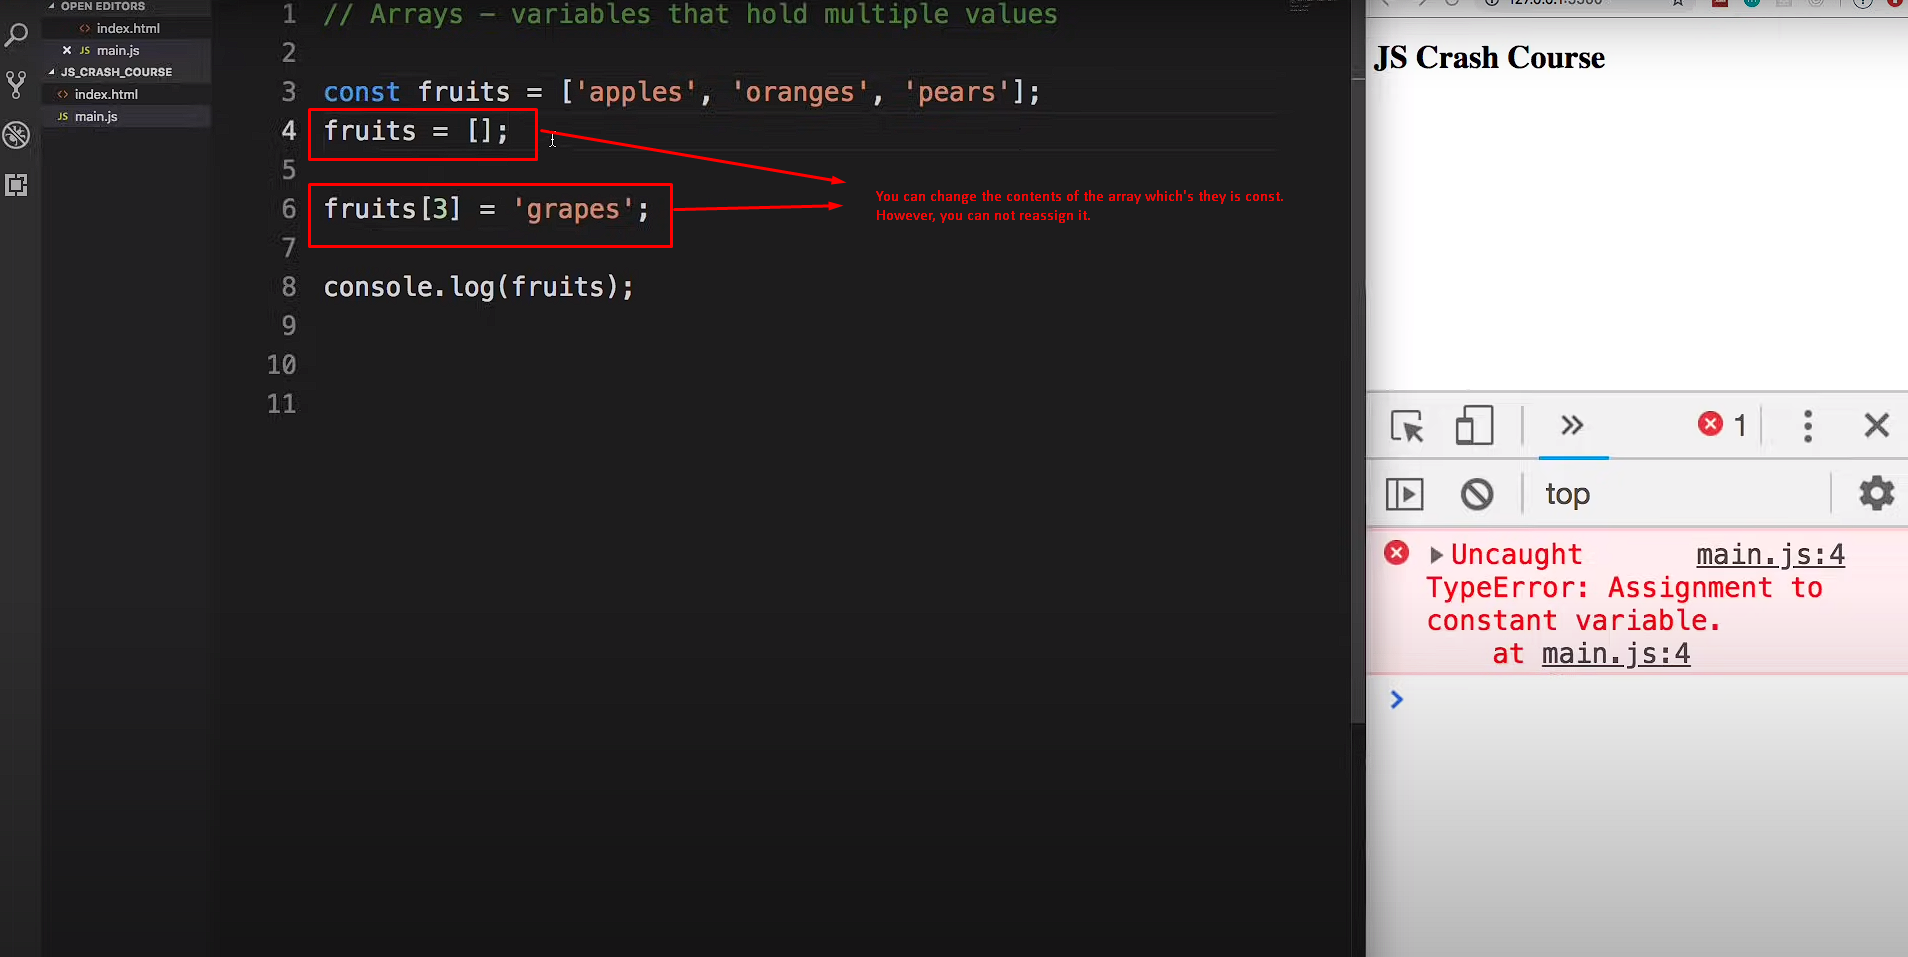 OPEN EDITORS
<> index.html
× JS main.js
JS_CRASH_COURSE
<> index.html
JS main.js
1 // Arrays – variables that hold multiple values
2
3 const fruits = ['apples', 'oranges', 'pears'];
4 fruits = [];
5
6 fruits[3] = 'grapes';
7
8 console.log(fruits);
9
10
11
You can change the contents of the array which's they is const.
However, you can not reassign it.
JS Crash Course
1
top
Uncaught main.js:4
TypeError: Assignment to
constant variable.
at main.js:4